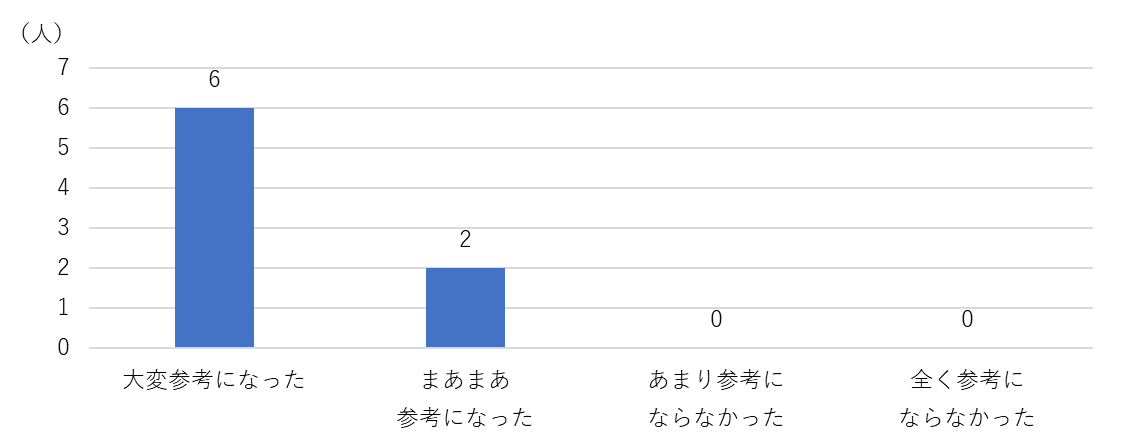 （人）
7
6
5
4
3
2
1
0
6
2
0
0
大変参考になった
まあまあ
参考になった
あまり参考に
ならなかった
全く参考に
ならなかった